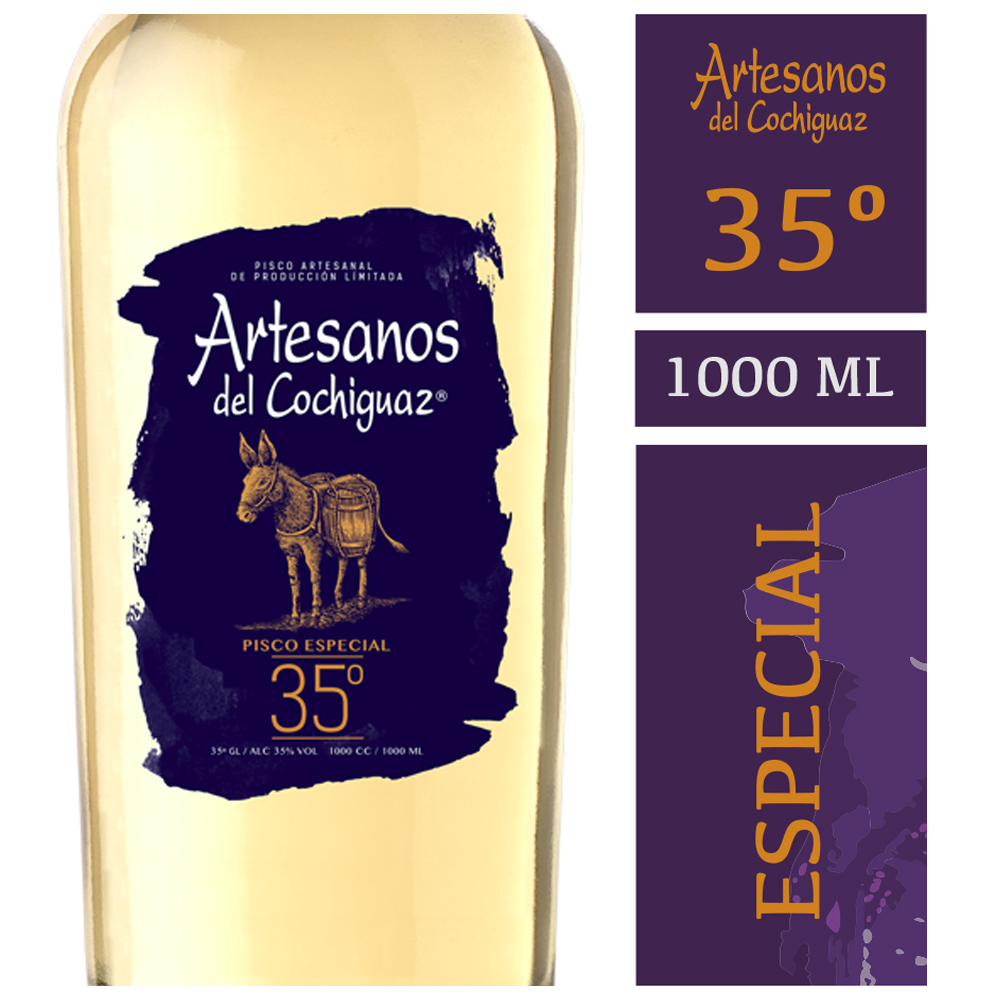 PISCO ARTESANAL
DE PRODUCCIÓN LIMITADA
Artesanos
del Cochiguaz®
PISCO ESPECIAL
35º
35º GL / ALC 35% VOL 1000 CC / 1000 ML
Artesanos
del Cochiguaz
35º
1000 ML
ESPECIAL